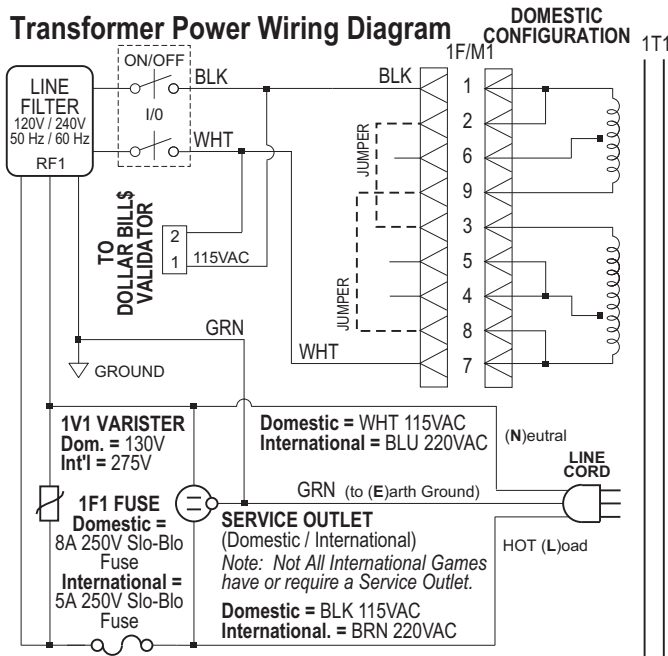 Transformer Power Wiring Diagram
DOMESTIC
CONFIGURATION
1T1
1F/M1
ON/OFF
BLK
BLK
LINE
FILTER
120V / 240V
50 Hz / 60 Hz
RF1
I/0
WHT
1
2
6
9
3
5
4
8
7
JUMPER
JUMPER
TO
DOLLAR BILL$
VALIDATOR
2
1
115VAC
GRN
WHT
GROUND
1V1 VARISTER
Dom. = 130V
Int'l = 275V
Domestic = WHT 115VAC
International = BLU 220VAC
(N)eutral
LINE
CORD
GRN (to (E)arth Ground)
1F1 FUSE
Domestic =
8A 250V Slo-Blo
Fuse
International =
5A 250V Slo-Blo
Fuse
SERVICE OUTLET
(Domestic / International)
Note: Not All International Games
have or require a Service Outlet.
HOT (L)oad
Domestic = BLK 115VAC
International. = BRN 220VAC